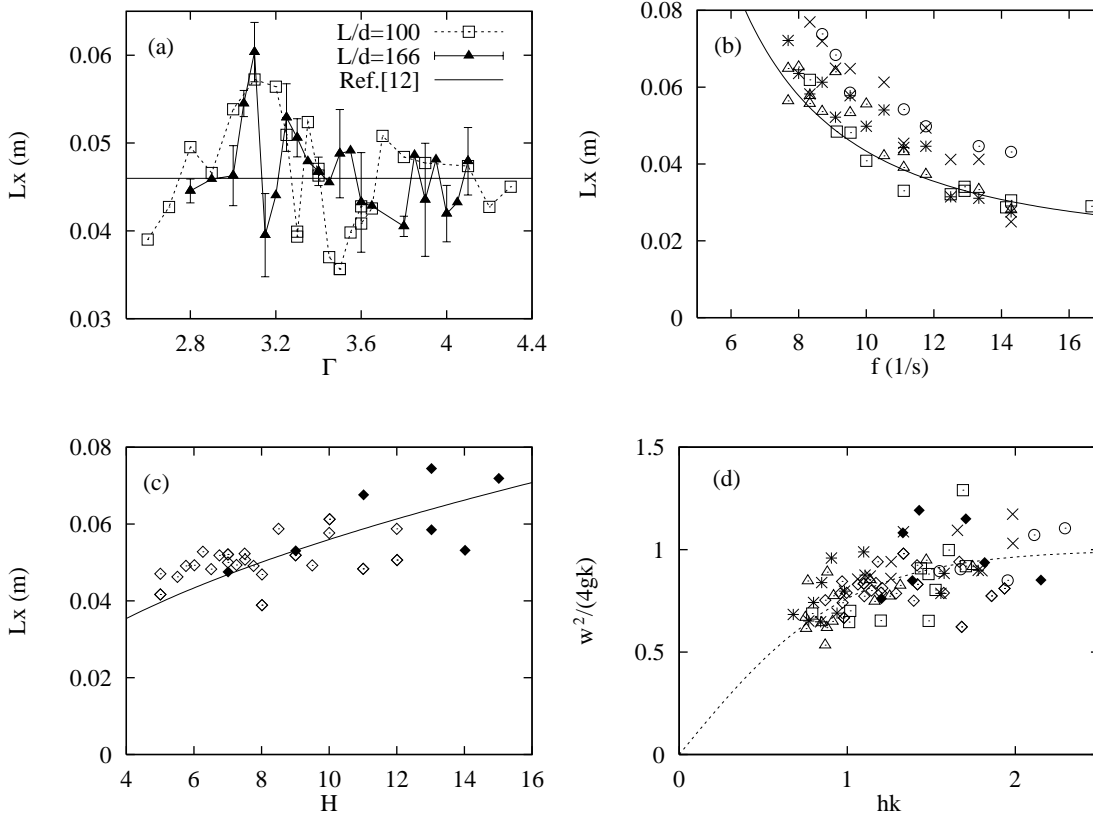 (a)
L/d=100
L/d=166
Ref.[12]
0.06
0.05
0.04
0.03
Lx (m)
2.8 3.2 3.6 4 4.4
Γ
(b)
0.08
0.06
0.04
0.02
0
Lx (m)
6 8 10 12 14 16
f (1/s)
(c)
0.08
0.06
0.04
0.02
0
Lx (m)
4 6 8 10 12 14 16
H
(d)
1.5
1
0.5
0
w²/(4gk)
0 1 2
hk